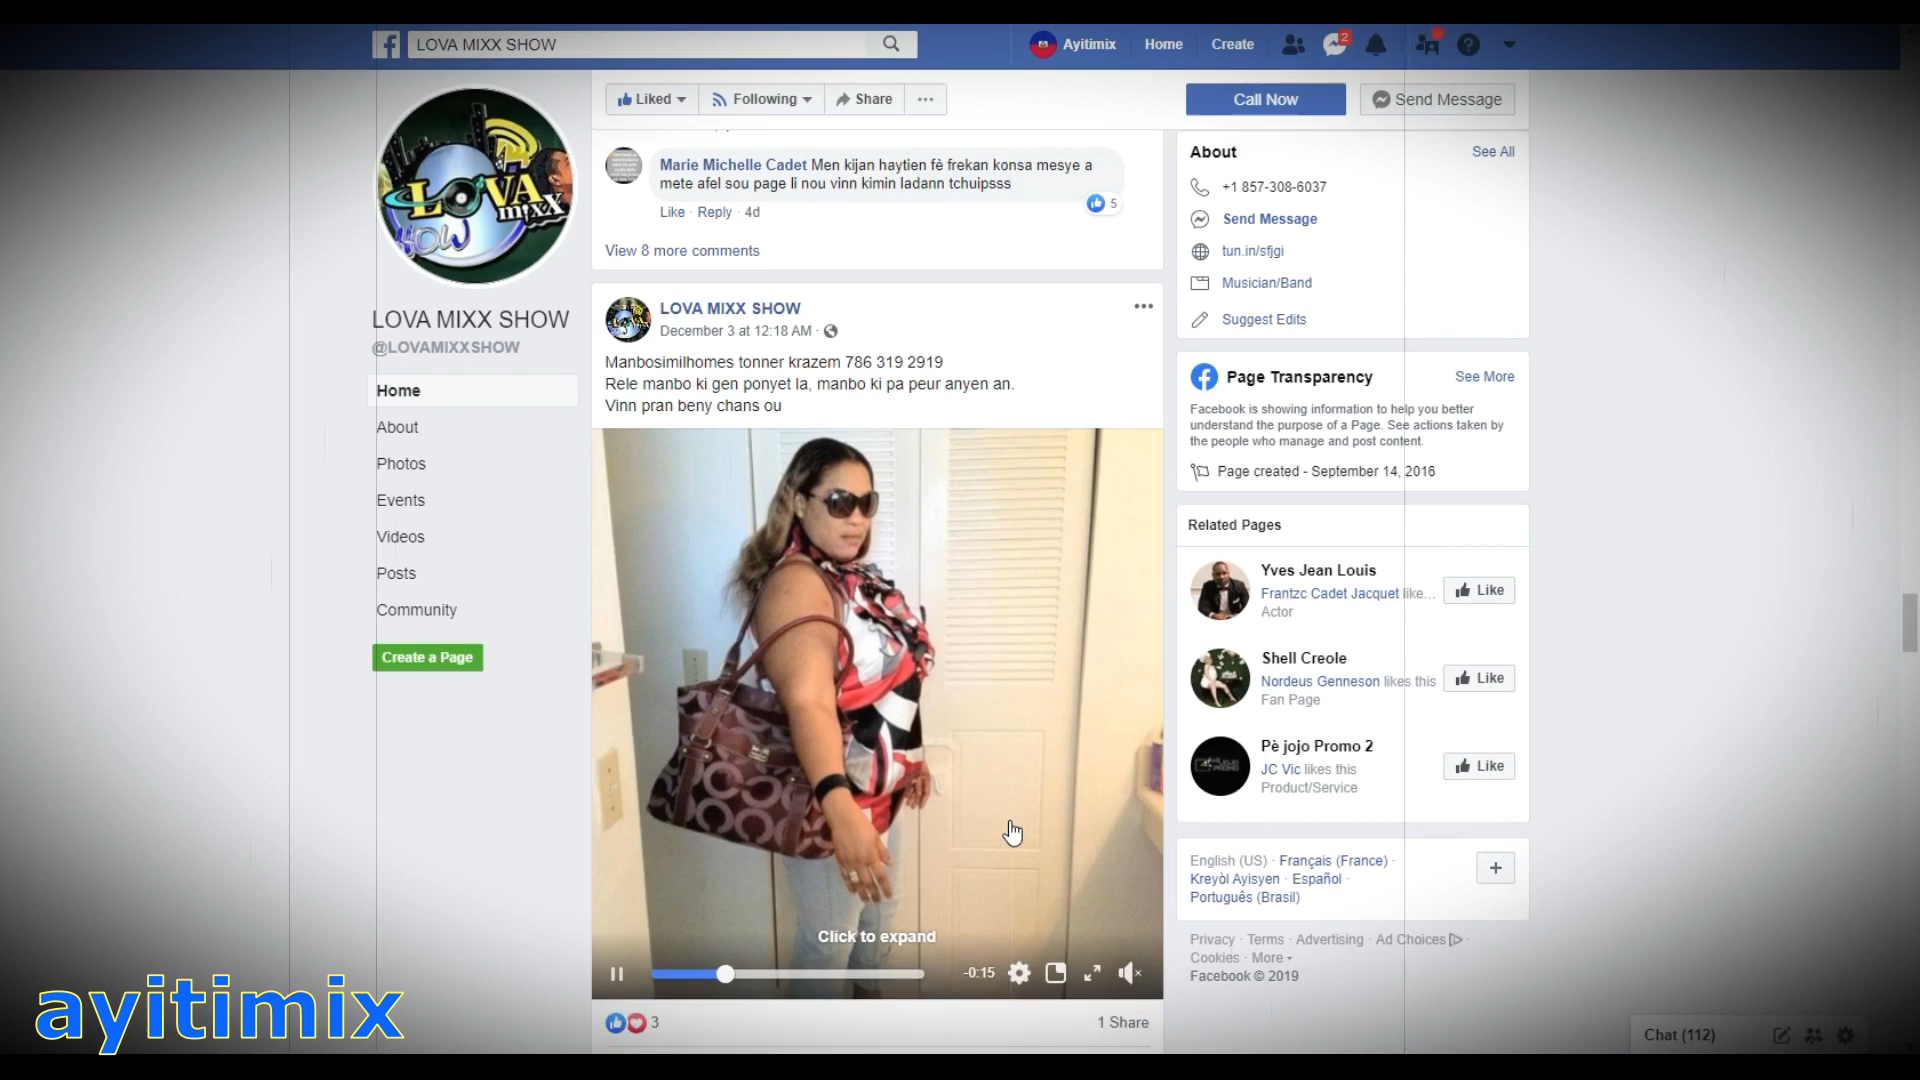 LOVA MIXX SHOW
Ayitimix
Home
Create
2
Liked
Following
Share
Call Now
Send Message
LOVA
mixx
LOVA MIXX SHOW
@LOVAMIXXSHOW
Home
About
Photos
Events
Videos
Posts
Community
Create a Page
Marie Michelle Cadet Men kijan haytien fè frekan konsa mesye a
mete afel sou page li nou vinn kimin ladann tchuipsss
Like · Reply · 4d
5
View 8 more comments
LOVA MIXX SHOW
December 3 at 12:18 AM ·
Manbosimilhomes tonner krazem 786 319 2919
Rele manbo ki gen ponyet la, manbo ki pa peur anyen an.
Vinn pran beny chans ou
Click to expand
-0:15
3
1 Share
About
See All
+1 857-308-6037
Send Message
tun.in/sfjgi
Musician/Band
Suggest Edits
Page Transparency
See More
Facebook is showing information to help you better
understand the purpose of a Page. See actions taken by
the people who manage and post content.
Page created - September 14, 2016
Related Pages
Yves Jean Louis
Frantzc Cadet Jacquet like...
Actor
Like
Shell Creole
Nordeus Genneson likes this
Fan Page
Like
Pè jojo Promo 2
JC Vic likes this
Product/Service
Like
English (US) · Français (France) ·
Kreyòl Ayisyen · Español ·
Português (Brasil)
Privacy · Terms · Advertising · Ad Choices ·
Cookies · More
Facebook © 2019
Chat (112)
ayitimix